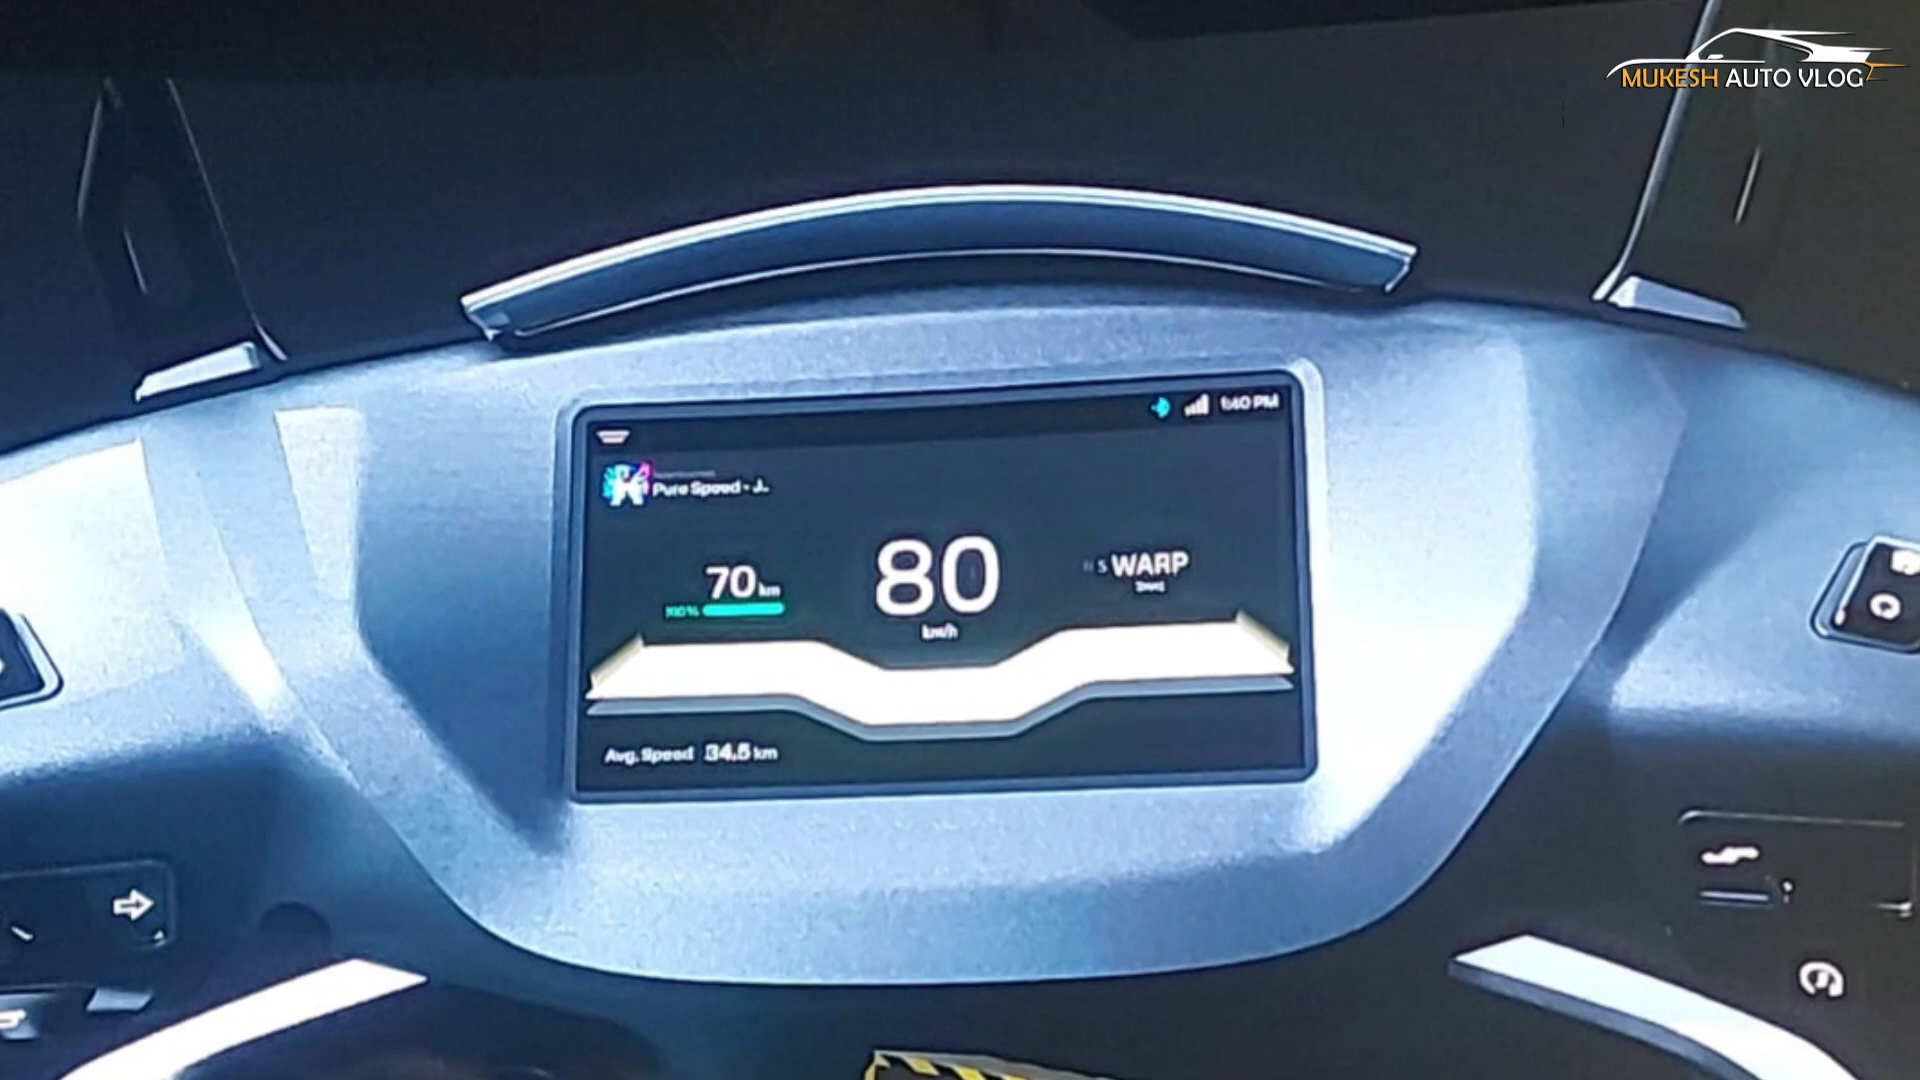 MUKESH AUTO VLOG
Pure Speed - J..
70 km
100%
80
km/h
S WARP
Avg. Speed 34.5 km